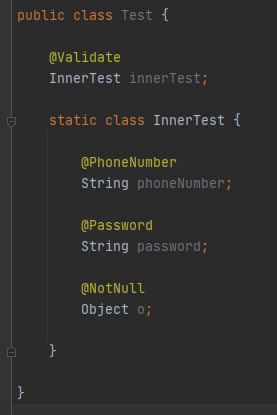 public class Test {
@Validate
InnerTest innerTest;
static class InnerTest {
@PhoneNumber
String phoneNumber;
@Password
String password;
@NotNull
Object o;
}
}